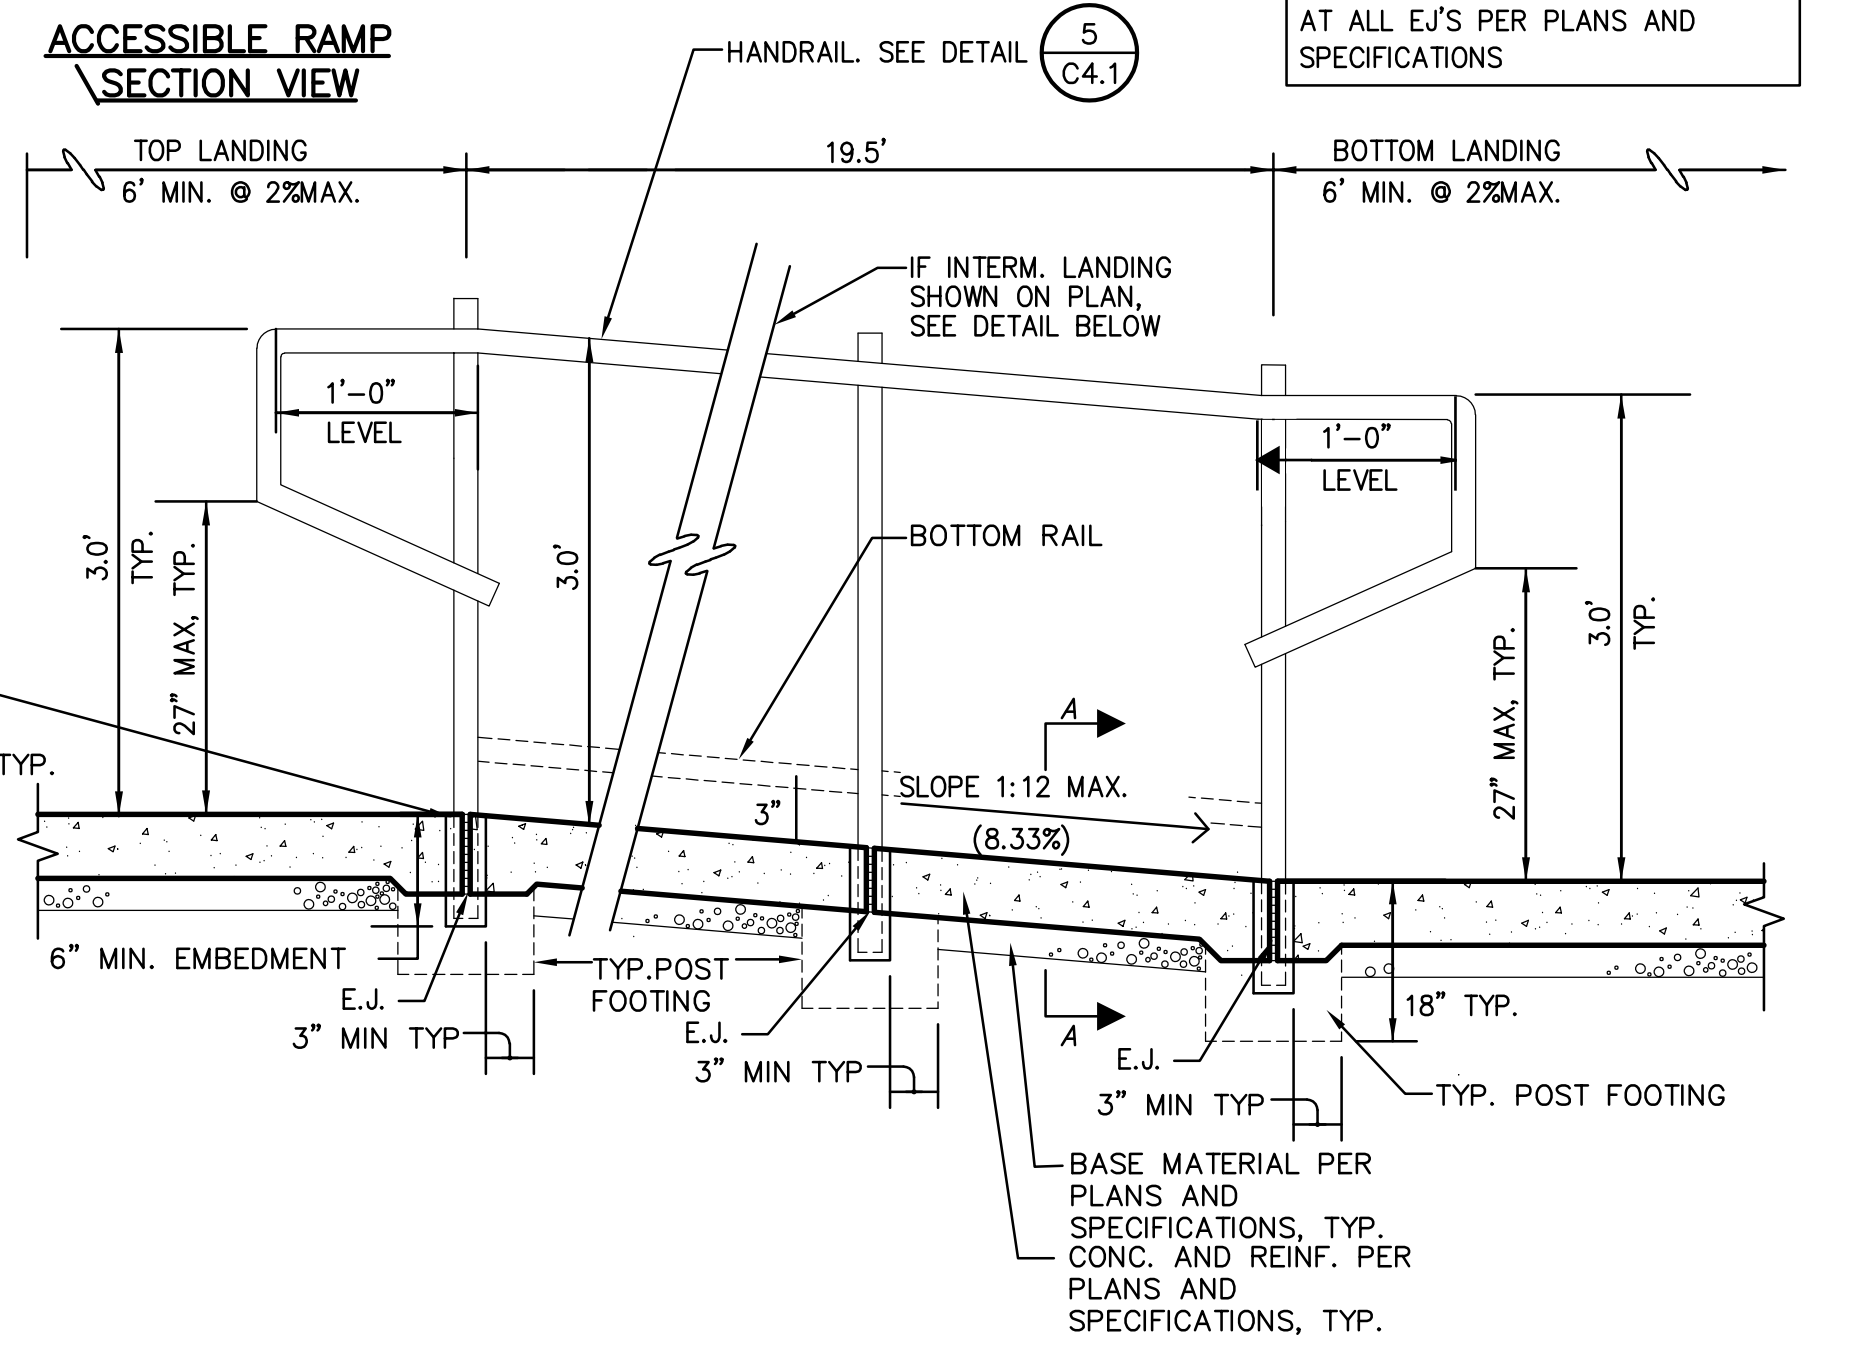 ACCESSIBLE RAMP
SECTION VIEW
HANDRAIL. SEE DETAIL
5
C4.1
AT ALL EJ'S PER PLANS AND
SPECIFICATIONS
TOP LANDING
6' MIN. @ 2%MAX.
19.5'
BOTTOM LANDING
6' MIN. @ 2%MAX.
IF INTERM. LANDING
SHOWN ON PLAN,
SEE DETAIL BELOW
1'-0"
LEVEL
1'-0"
LEVEL
3.0'
TYP.
27" MAX, TYP.
3.0'
BOTTOM RAIL
27" MAX, TYP.
3.0'
TYP.
A
TYP.
SLOPE 1:12 MAX.
(8.33%)
3"
6" MIN. EMBEDMENT
TYP.POST
FOOTING
E.J.
3" MIN TYP
E.J.
3" MIN TYP
A
18" TYP.
E.J.
3" MIN TYP
TYP. POST FOOTING
BASE MATERIAL PER
PLANS AND
SPECIFICATIONS, TYP.
CONC. AND REINF. PER
PLANS AND
SPECIFICATIONS, TYP.